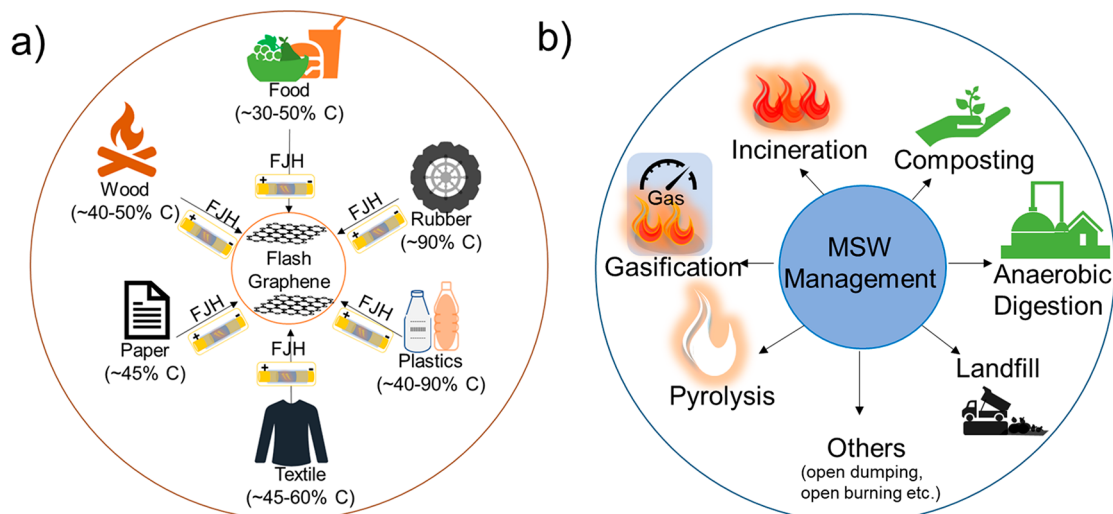 a)
Food
(~30-50% C)
FJH
+ -
Wood
(~40-50% C)
FJH
+ -
Rubber
(~90% C)
FJH
+ -
Flash
Graphene
Paper
(~45% C)
FJH
+ -
Plastics
(~40-90% C)
FJH
+ -
FJH
+ -
Textile
(~45-60% C)
b)
Incineration
Composting
Gas
Gasification
MSW
Management
Anaerobic
Digestion
Pyrolysis
Landfill
Others
(open dumping,
open burning etc.)